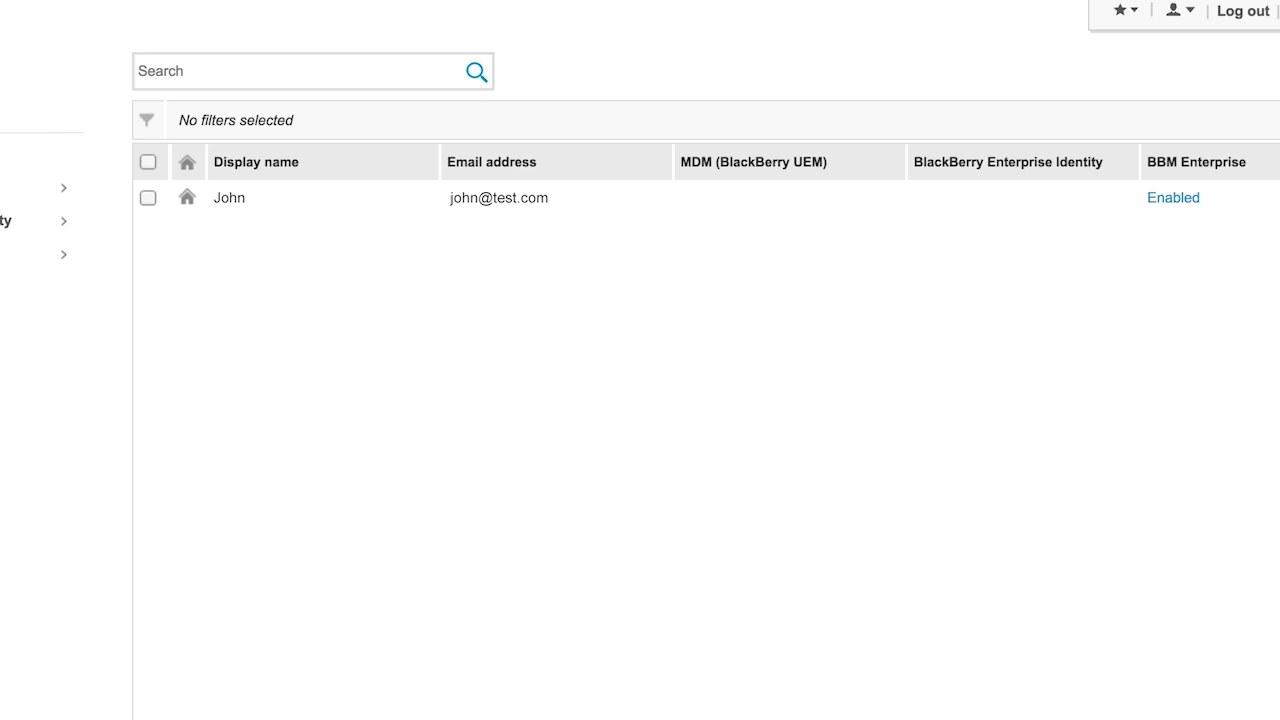 Log out
Search
No filters selected
Display name Email address MDM (BlackBerry UEM) BlackBerry Enterprise Identity BBM Enterprise
John john@test.com Enabled
ty